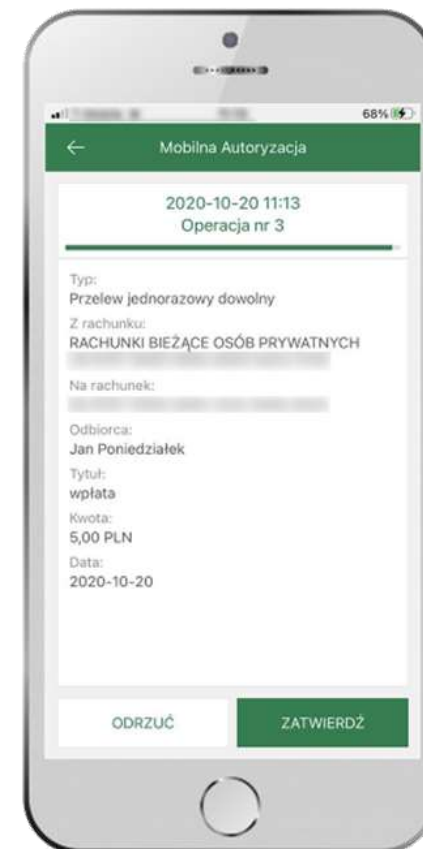 68%
Mobilna Autoryzacja
2020-10-20 11:13
Operacja nr 3
Typ:
Przelew jednorazowy dowolny
Z rachunku:
RACHUNKI BIEŻĄCE OSÓB PRYWATNYCH
Na rachunek:
Odbiorca:
Jan Poniedziałek
Tytuł:
wpłata
Kwota:
5,00 PLN
Data:
2020-10-20
ODRZUĆ ZATWIERDŹ